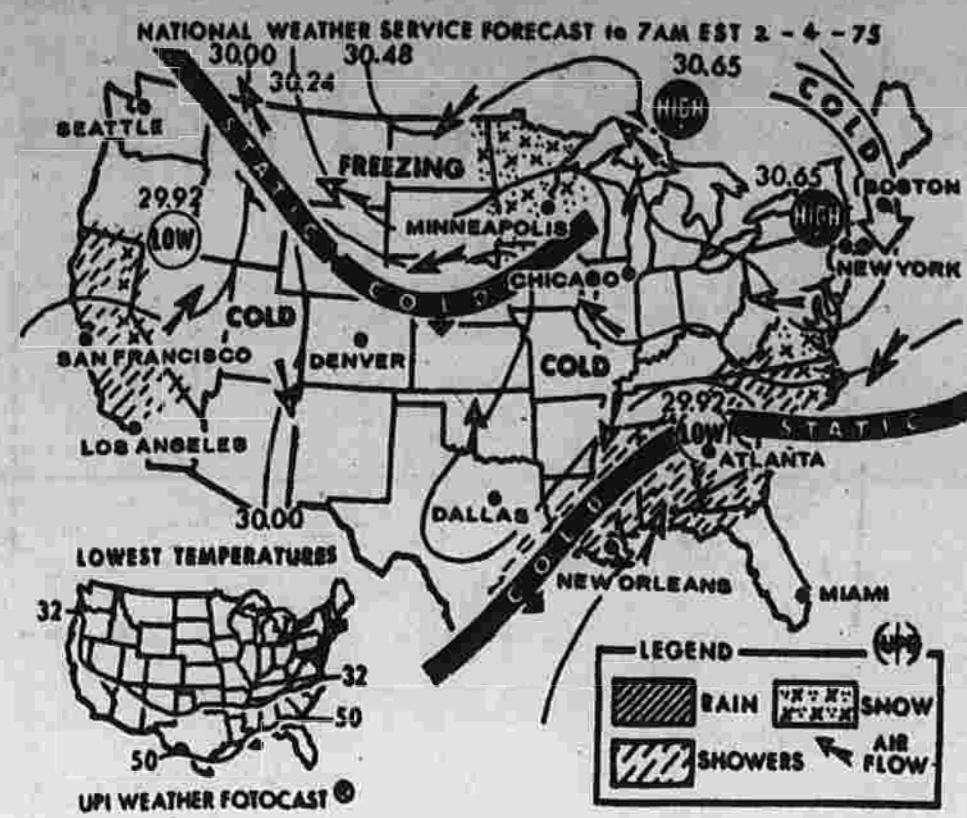 NATIONAL WEATHER SERVICE FORECAST to 7AM EST 2 - 4 - 75
30.00
30.24
30.48
30.65
HIGH
COLD
SEATTLE
STATIC
FREEZING
29.92
LOW
30.65
HIGH
BOSTON
MINNEAPOLIS
NEW YORK
CHICAGO
COLD
COLD
SAN FRANCISCO
DENVER
COLD
29.92
LOW
STATIC
LOS ANGELES
ATLANTA
30.00
DALLAS
COLD
NEW ORLEANS
MIAMI
LOWEST TEMPERATURES
32
32
50
50
UPI WEATHER FOTOCAST ®
LEGEND
UPI
RAIN
SNOW
SHOWERS
AIR
FLOW